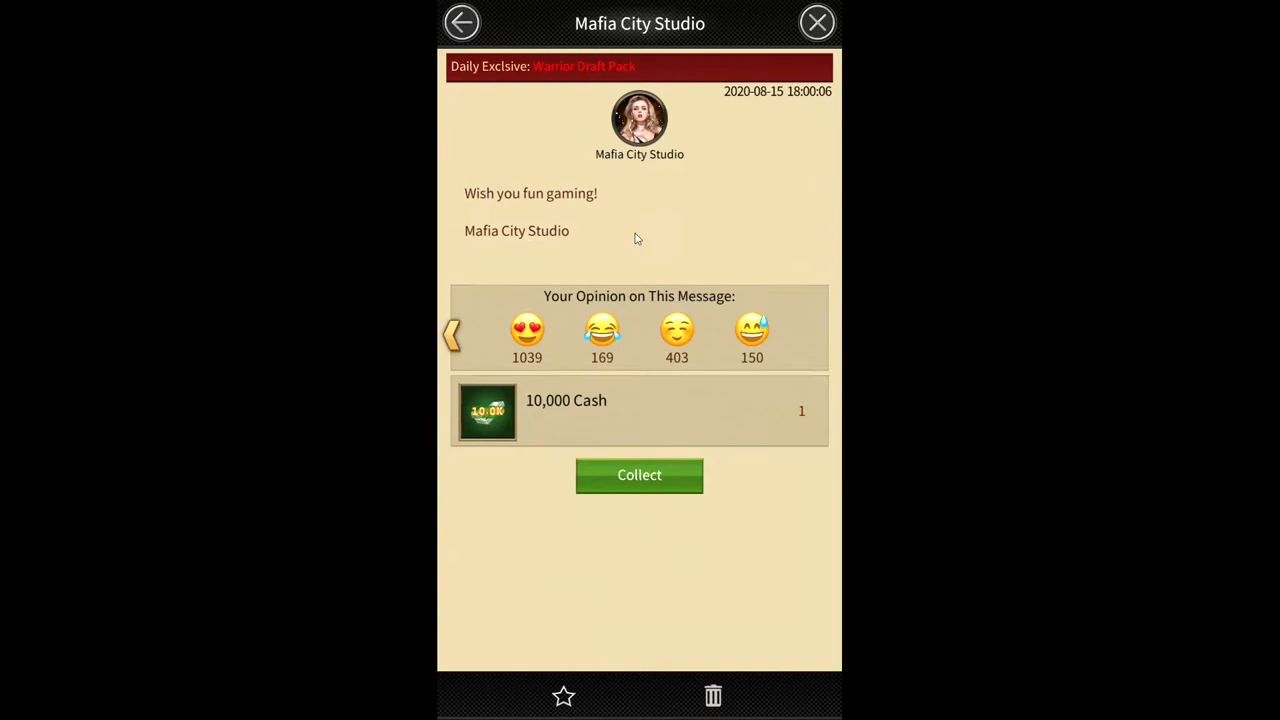 Mafia City Studio
Daily Exclsive: Warrior Draft Pack
2020-08-15 18:00:06
Mafia City Studio
Wish you fun gaming!
Mafia City Studio
Your Opinion on This Message:
1039 169 403 150
10.0K
10,000 Cash
1
Collect